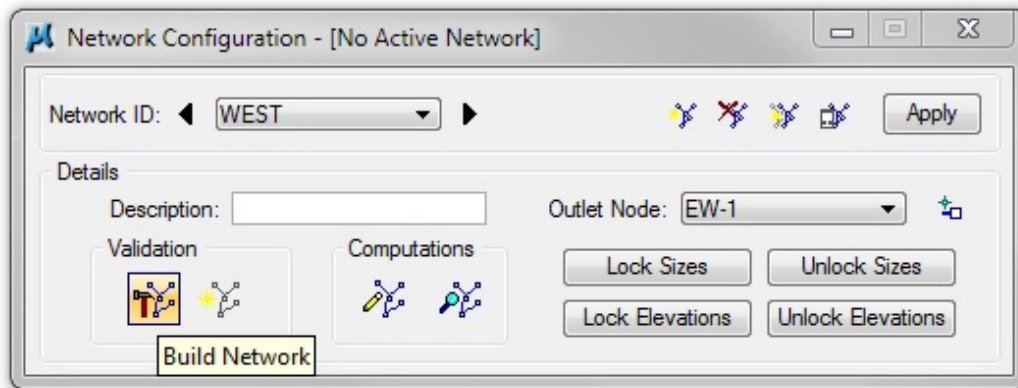 Network Configuration - [No Active Network]
Network ID: WEST Apply
Details
Description: Outlet Node: EW-1
Validation Computations
Lock Sizes Unlock Sizes
Lock Elevations Unlock Elevations
Build Network